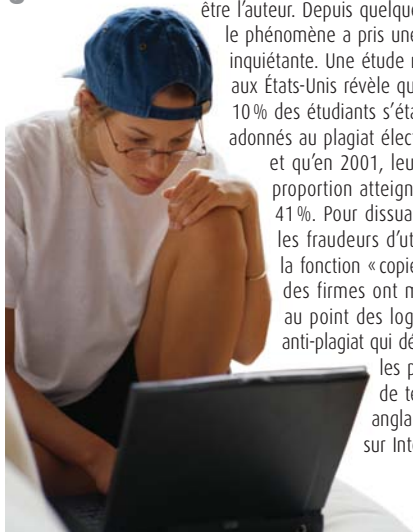 être l'auteur. Depuis quelque
le phénomène a pris une
inquiétante. Une étude
aux États-Unis révèle
10 % des étudiants
adonnés au plagiat
et qu'en 2001,
proportion
41 %. Pour
les fraudeurs
la fonction «
des firmes ont
au point des
anti-plagiat qui
les
de
sur